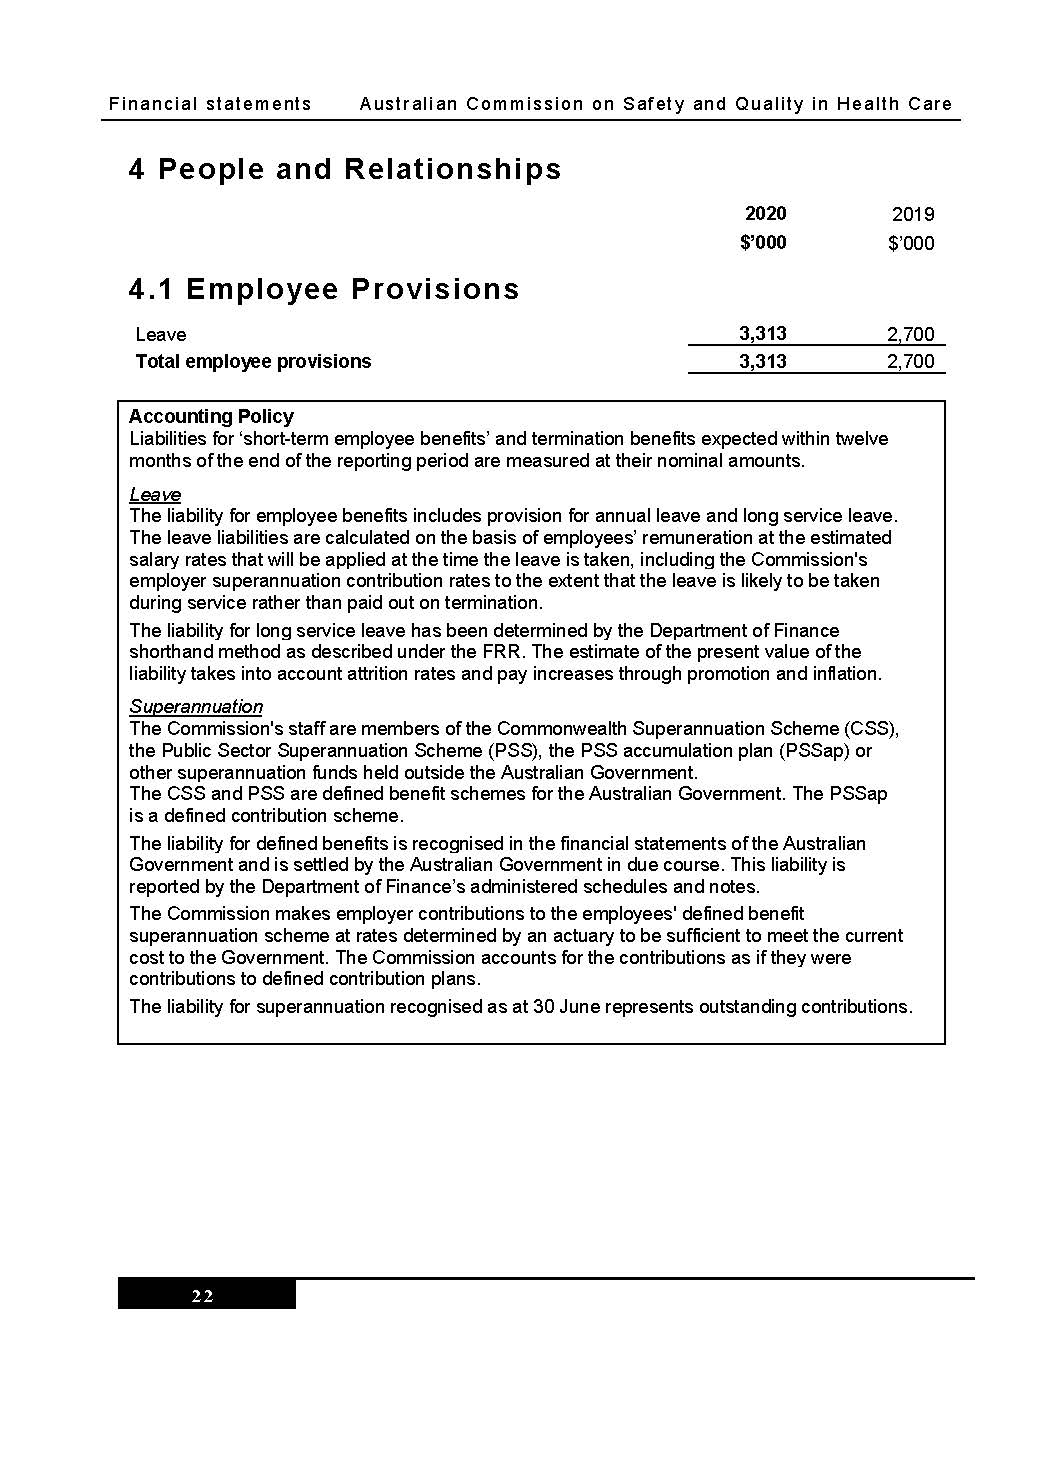 Financial statements Australian Commission on Safety and Quality in Health Care
4 People and Relationships
2020 2019
$’000 $’000
4.1 Employee Provisions
Leave 3,313 2,700
Total employee provisions 3,313 2,700
Accounting Policy
Liabilities for ‘short-term employee benefits’ and termination benefits expected within twelve
months of the end of the reporting period are measured at their nominal amounts.
Leave
The liability for employee benefits includes provision for annual leave and long service leave.
The leave liabilities are calculated on the basis of employees’ remuneration at the estimated
salary rates that will be applied at the time the leave is taken, including the Commission's
employer superannuation contribution rates to the extent that the leave is likely to be taken
during service rather than paid out on termination.
The liability for long service leave has been determined by the Department of Finance
shorthand method as described under the FRR. The estimate of the present value of the
liability takes into account attrition rates and pay increases through promotion and inflation.
Superannuation
The Commission's staff are members of the Commonwealth Superannuation Scheme (CSS),
the Public Sector Superannuation Scheme (PSS), the PSS accumulation plan (PSSap) or
other superannuation funds held outside the Australian Government.
The CSS and PSS are defined benefit schemes for the Australian Government. The PSSap
is a defined contribution scheme.
The liability for defined benefits is recognised in the financial statements of the Australian
Government and is settled by the Australian Government in due course. This liability is
reported by the Department of Finance’s administered schedules and notes.
The Commission makes employer contributions to the employees' defined benefit
superannuation scheme at rates determined by an actuary to be sufficient to meet the current
cost to the Government. The Commission accounts for the contributions as if they were
contributions to defined contribution plans.
The liability for superannuation recognised as at 30 June represents outstanding contributions.
22